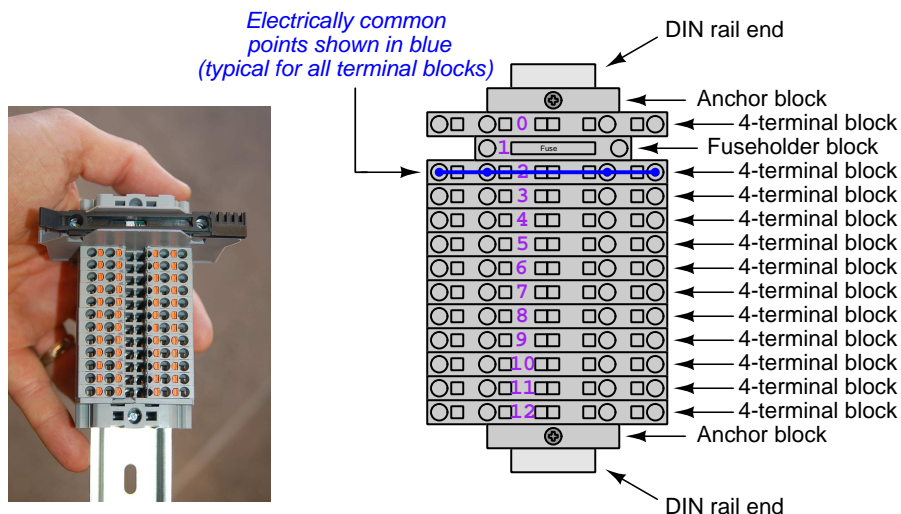 Electrically common
points shown in blue
(typical for all terminal blocks)
DIN rail end
Anchor block
0
4-terminal block
1
Fuse
Fuseholder block
2
4-terminal block
3
4-terminal block
4
4-terminal block
5
4-terminal block
6
4-terminal block
7
4-terminal block
8
4-terminal block
9
4-terminal block
10
4-terminal block
11
4-terminal block
12
4-terminal block
Anchor block
DIN rail end